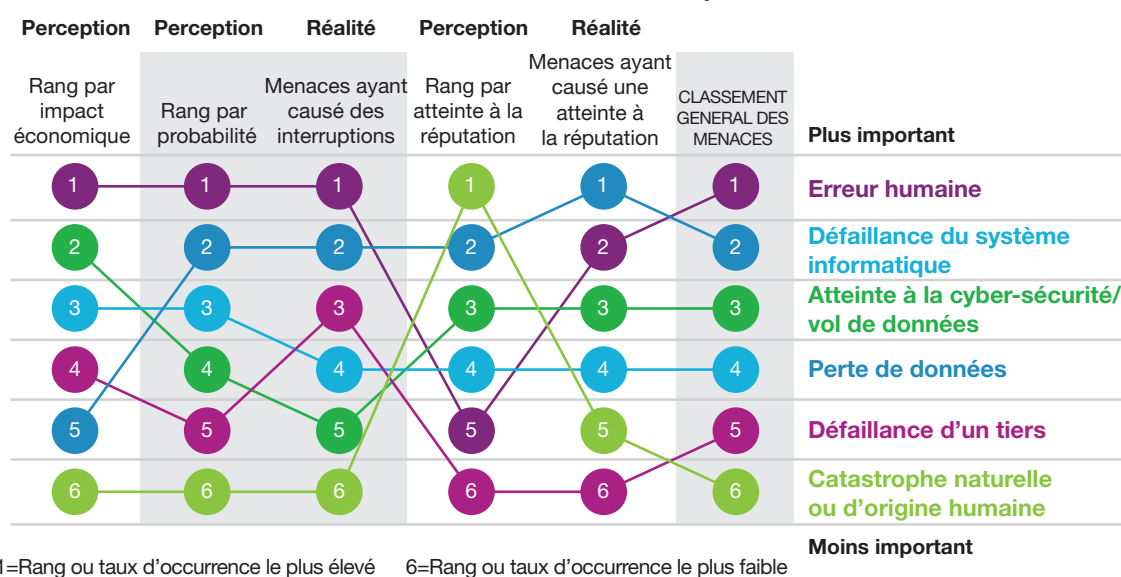 Perception Perception Réalité Perception Réalité
Rang par
impact
économique
Rang par
probabilité
Menaces ayant
causé des
interruptions
Rang par
atteinte à la
réputation
Menaces ayant
causé une
atteinte à
la réputation
CLASSEMENT
GENERAL DES
MENACES
Plus important
1 1 1 1 1 1
Erreur humaine
2 2 2 2 2 2
Défaillance du système
informatique
3 3 3 3 3 3
Atteinte à la cyber-sécurité/
vol de données
4 4 4 4 4 4
Perte de données
5 5 5 5 5 5
Défaillance d'un tiers
6 6 6 6 6 6
Catastrophe naturelle
ou d'origine humaine
Moins important
1=Rang ou taux d'occurrence le plus élevé 6=Rang ou taux d'occurrence le plus faible